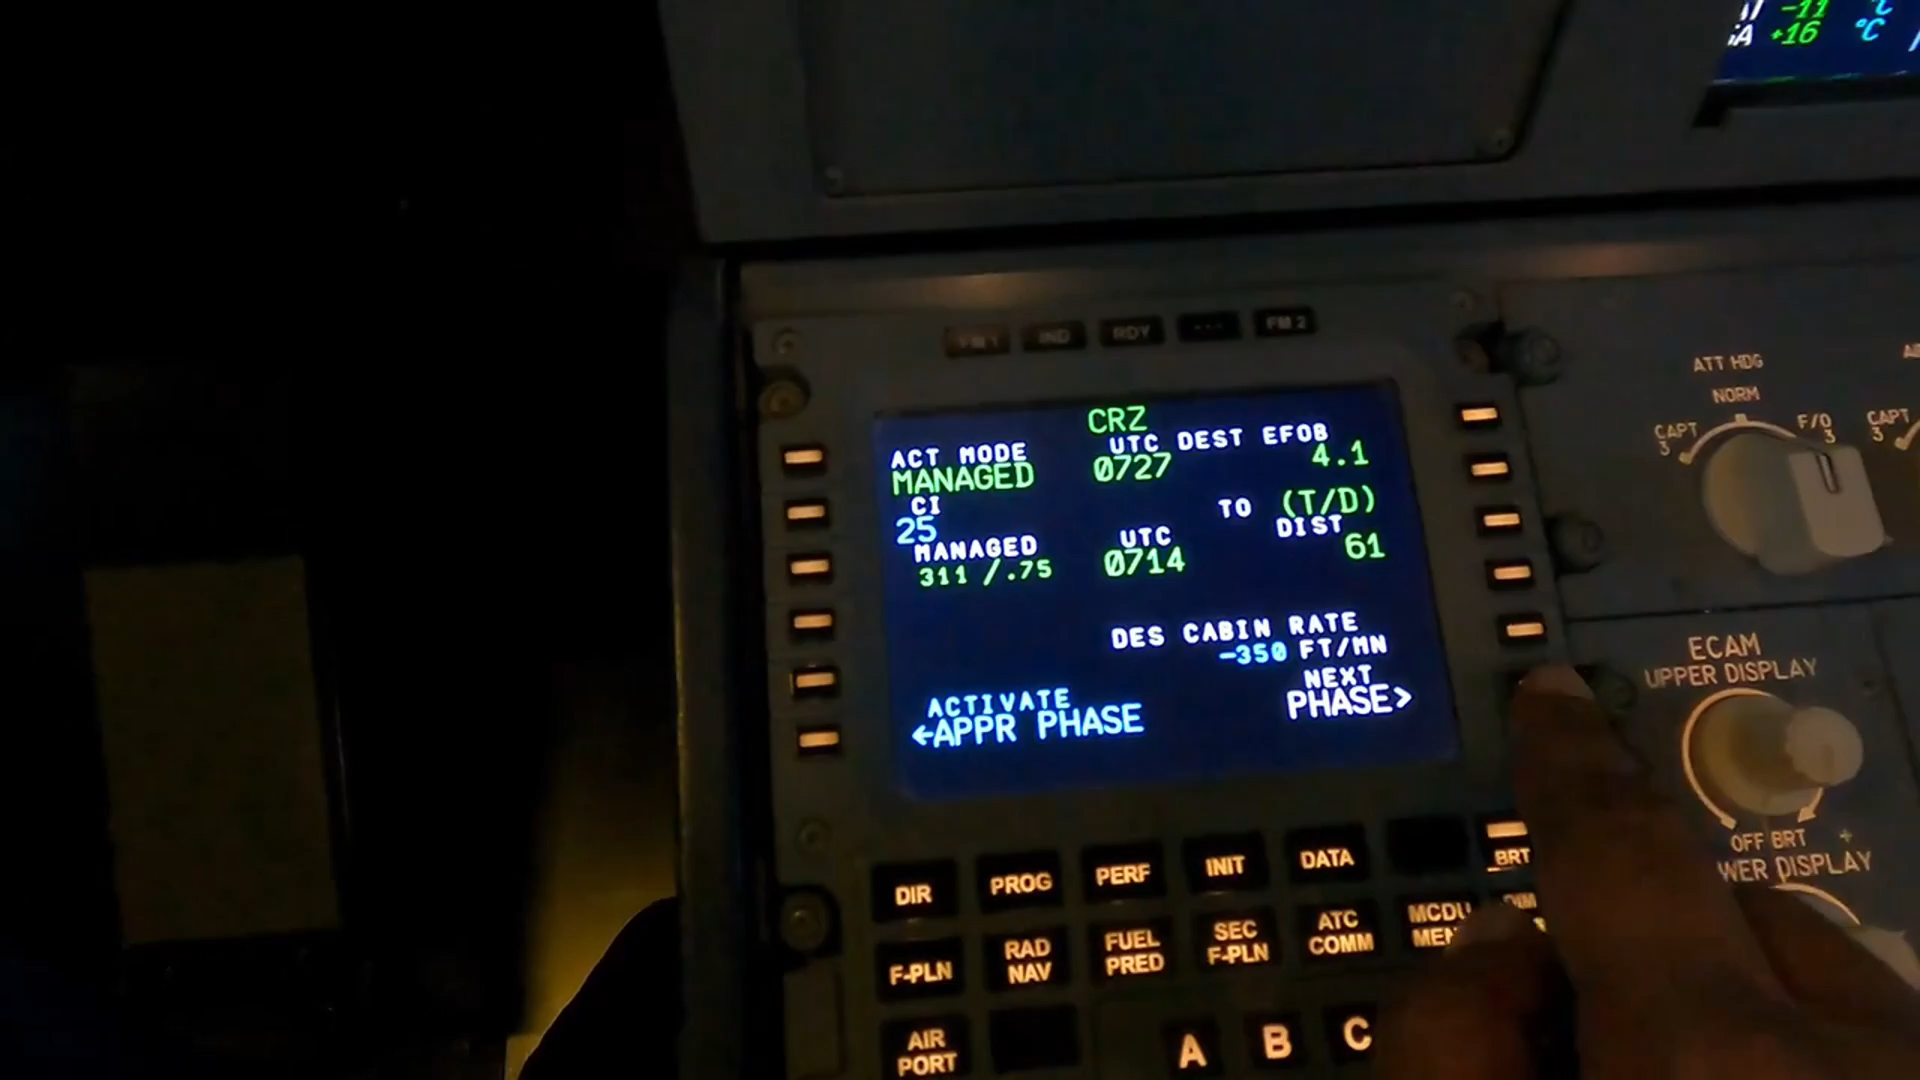 -11 °C
+16 °C
FM 1 IND RDY --- FM 2
CRZ
ACT MODE UTC DEST EFOB
MANAGED 0727 4.1
CI TO (T/D)
25 DIST
MANAGED UTC 61
311 /.75 0714
DES CABIN RATE
-350 FT/MN
ACTIVATE NEXT
←APPR PHASE PHASE>
ATT HDG
NORM
CAPT 3 F/O 3
CAPT 3
ECAM
UPPER DISPLAY
OFF BRT
DISPLAY
DIR PROG PERF INIT DATA BRT
F-PLN RAD NAV FUEL PRED SEC F-PLN ATC COMM MCDU DIM
AIR PORT A B C